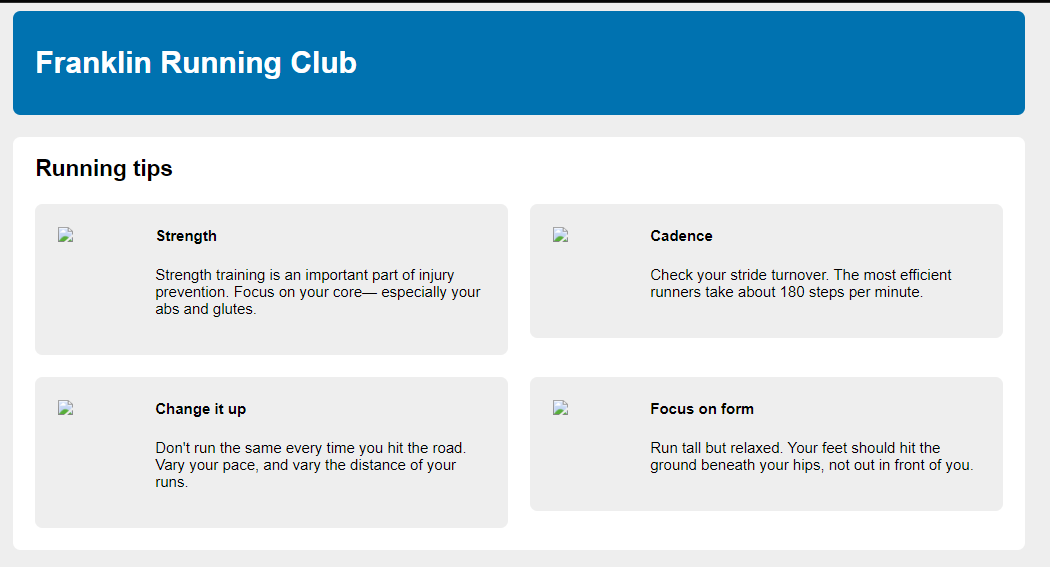 Franklin Running Club
Running tips
Strength
Strength training is an important part of injury
prevention. Focus on your core— especially your
abs and glutes.
Cadence
Check your stride turnover. The most efficient
runners take about 180 steps per minute.
Change it up
Don't run the same every time you hit the road.
Vary your pace, and vary the distance of your
runs.
Focus on form
Run tall but relaxed. Your feet should hit the
ground beneath your hips, not out in front of you.